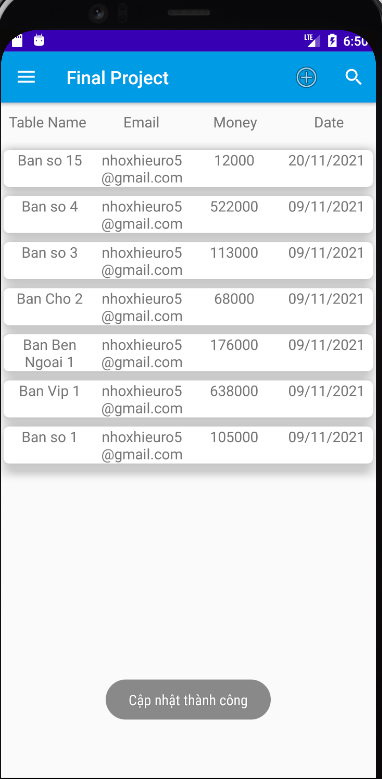 LTE 6:50
Final Project
Table Name Email Money Date
Ban so 15 nhoxhieuro5 12000 20/11/2021
@gmail.com
Ban so 4 nhoxhieuro5 522000 09/11/2021
@gmail.com
Ban so 3 nhoxhieuro5 113000 09/11/2021
@gmail.com
Ban Cho 2 nhoxhieuro5 68000 09/11/2021
@gmail.com
Ban Ben nhoxhieuro5 176000 09/11/2021
Ngoai 1 @gmail.com
Ban Vip 1 nhoxhieuro5 638000 09/11/2021
@gmail.com
Ban so 1 nhoxhieuro5 105000 09/11/2021
@gmail.com
Cập nhật thành công